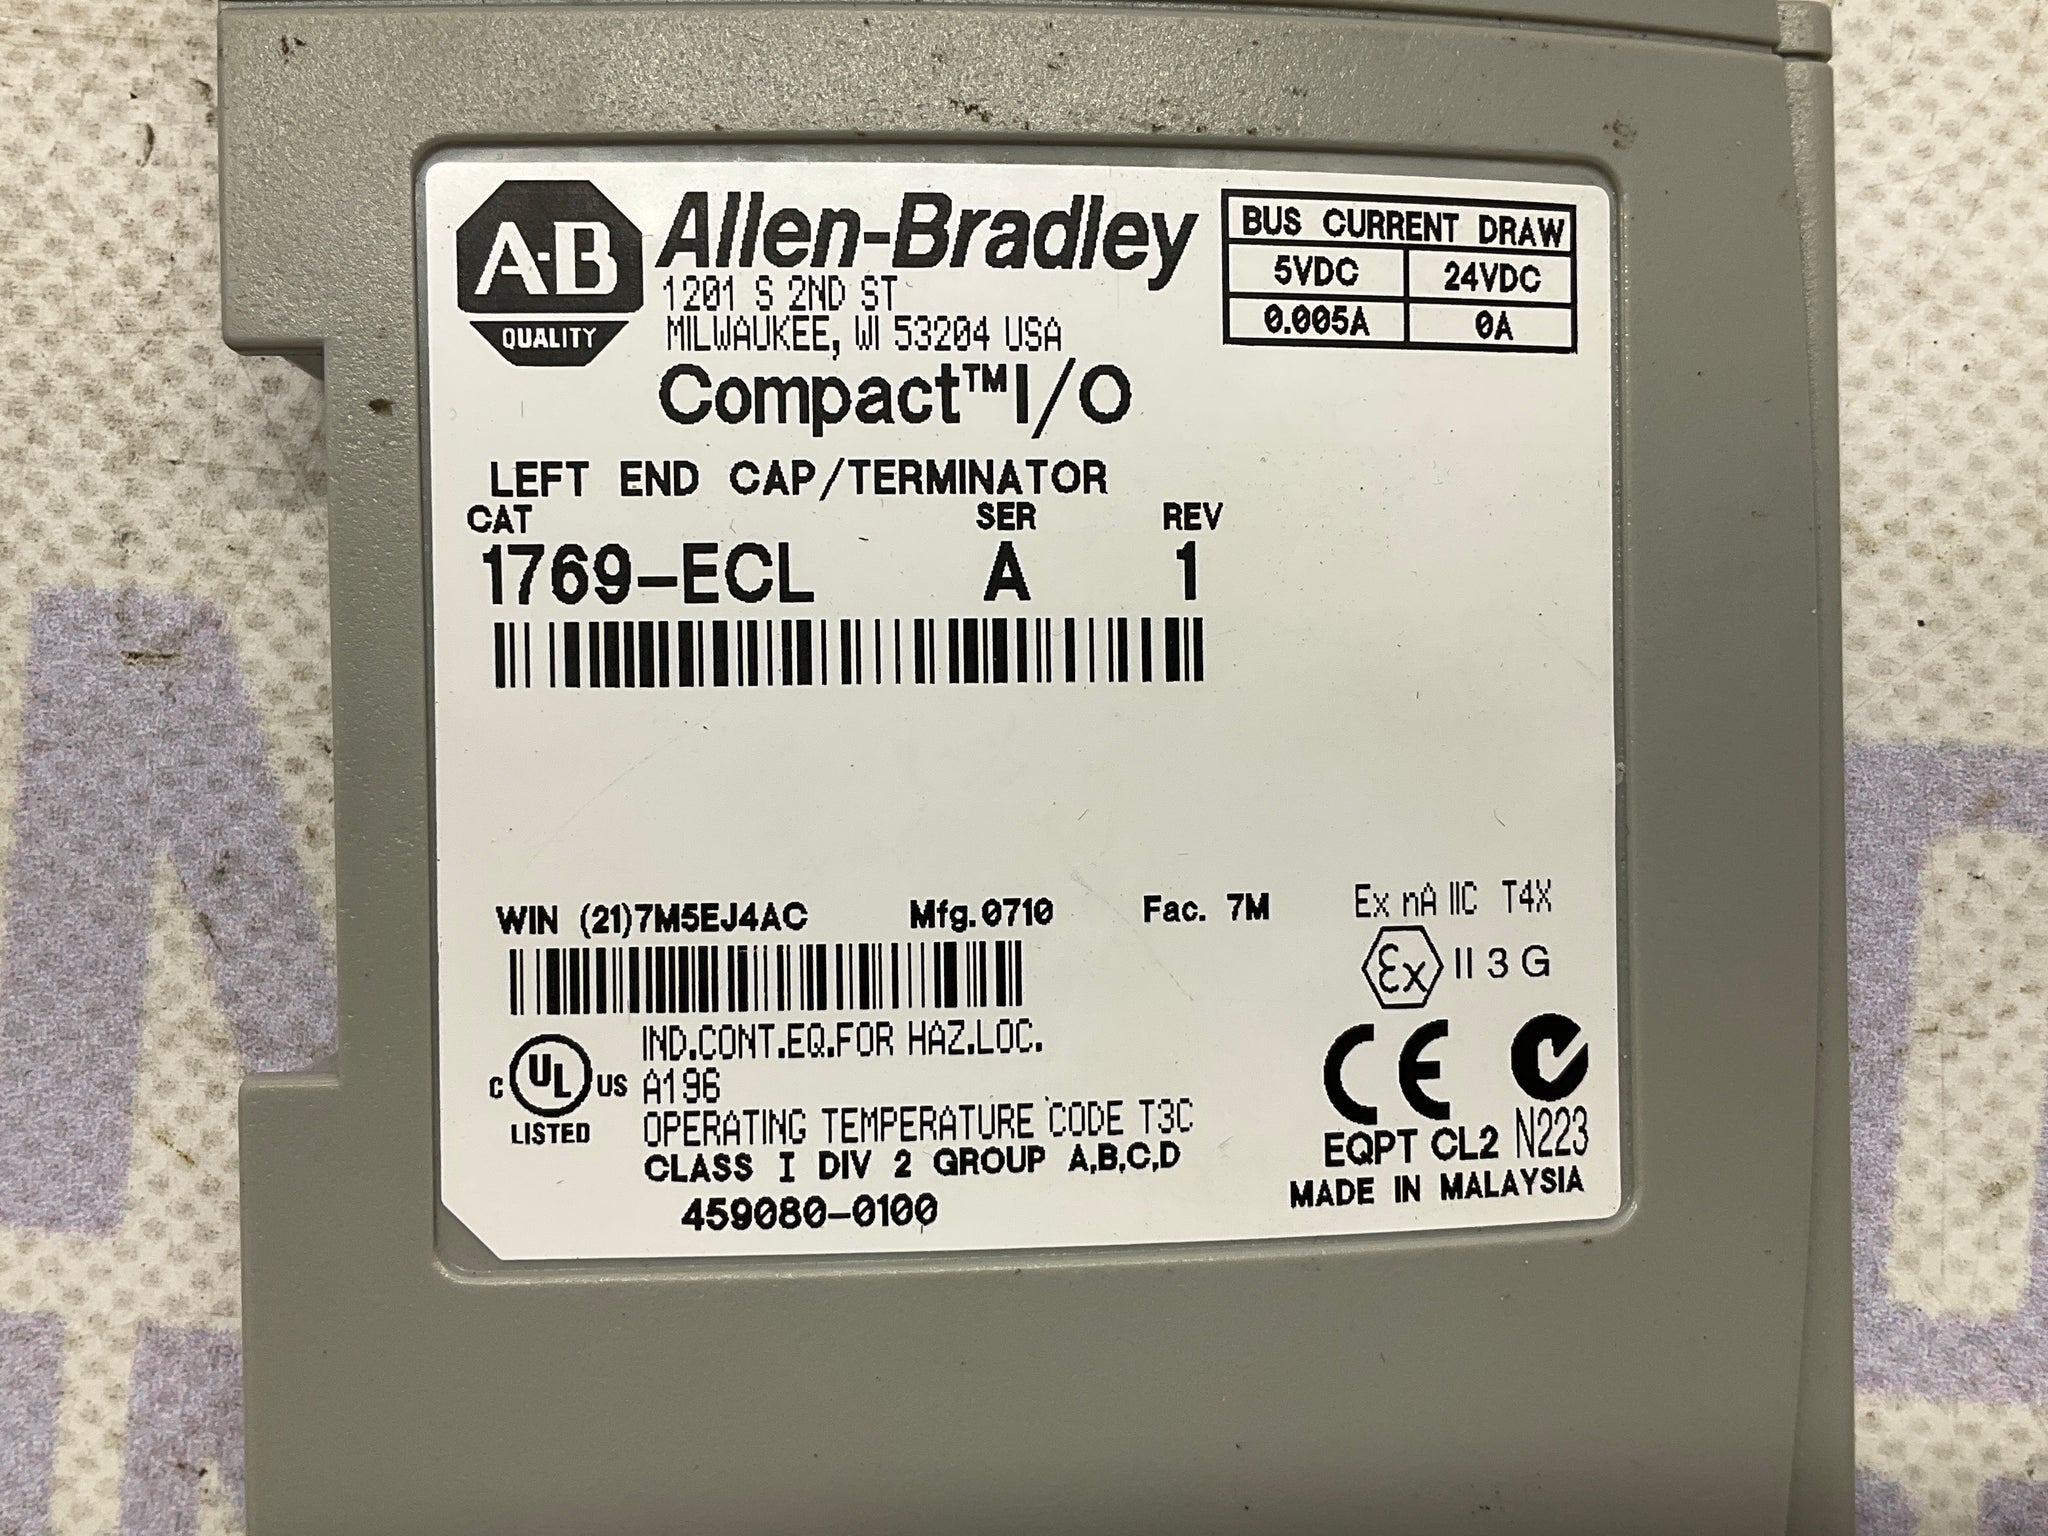 A-B
QUALITY
Allen-Bradley
1201 S 2ND ST
MILWAUKEE, WI 53204 USA
Compact™I/O
BUS CURRENT DRAW
5VDC 24VDC
0.005A 0A
LEFT END CAP/TERMINATOR
CAT SER REV
1769-ECL A 1
WIN (21)7M5EJ4AC Mfg.0710 Fac. 7M
Ex nA IIC T4X
Ex II 3 G
C UL US
LISTED
IND.CONT.EQ.FOR HAZ.LOC.
A196
OPERATING TEMPERATURE CODE T3C
CLASS I DIV 2 GROUP A,B,C,D
459080-0100
CE
EQPT CL2 N223
MADE IN MALAYSIA